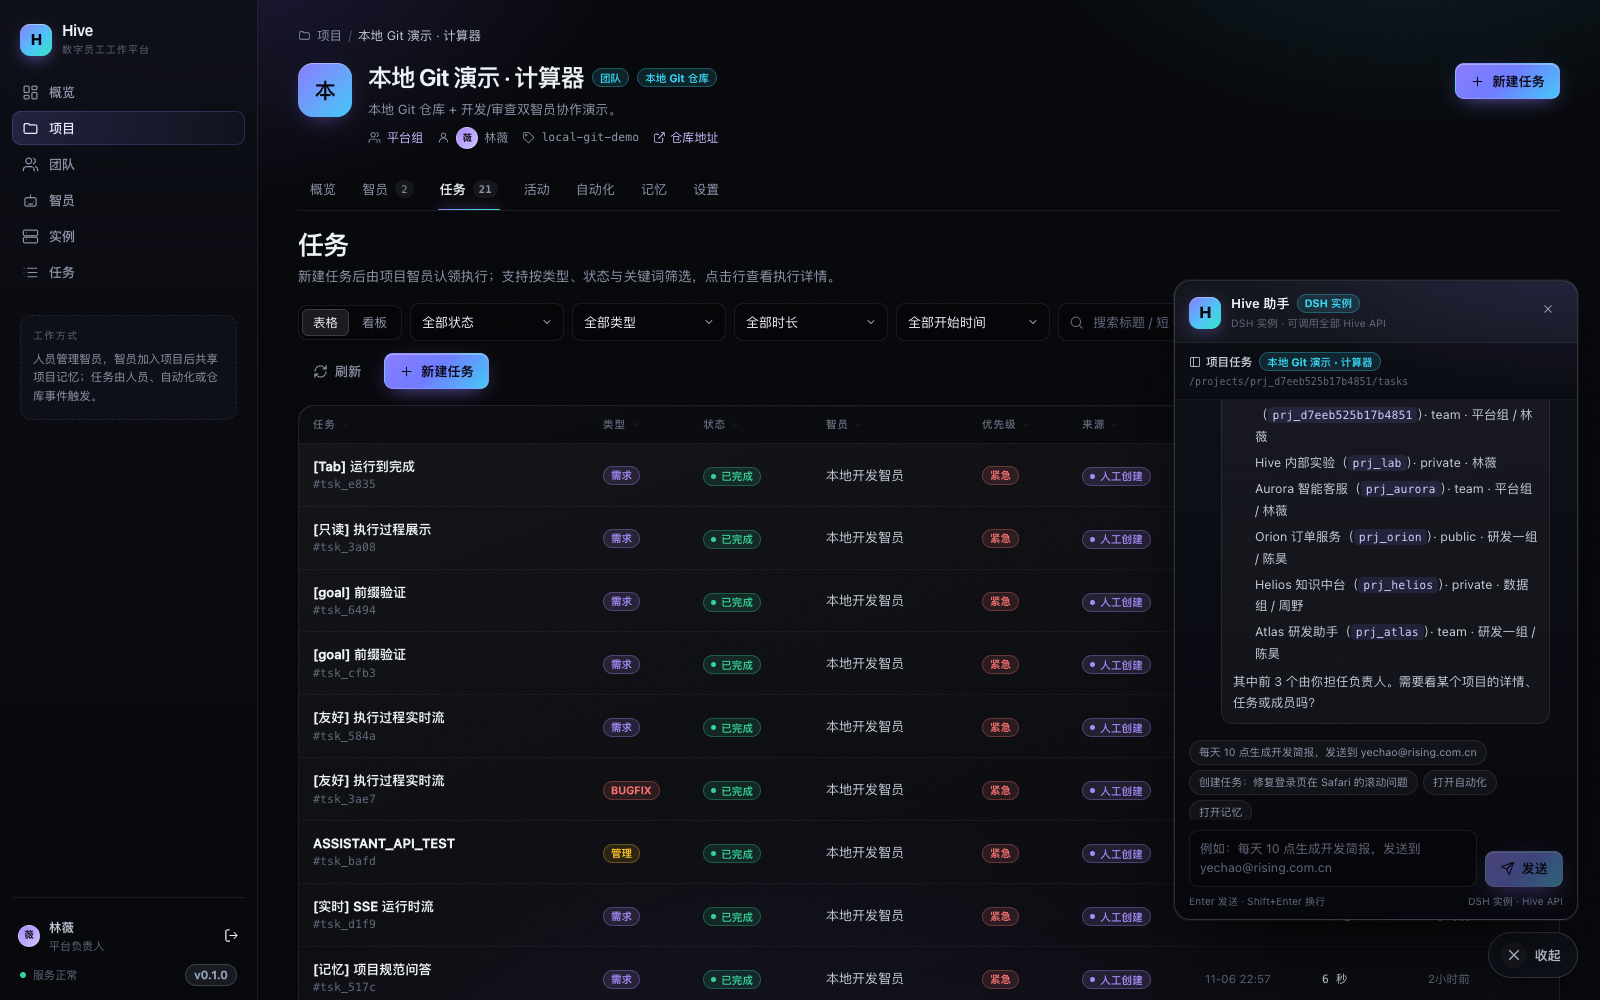 H
Hive
数字员工工作平台
概览
项目
团队
智员
实例
任务
工作方式
人员管理智员，智员加入项目后共享
项目记忆；任务由人员、自动化或仓
库事件触发。
薇
林薇
平台负责人
服务正常
v0.1.0
项目 / 本地 Git 演示 · 计算器
本
本地 Git 演示 · 计算器 团队 本地 Git 仓库
本地 Git 仓库 + 开发/审查双智员协作演示。
平台组 薇 林薇 local-git-demo 仓库地址
新建任务
概览 智员 2 任务 21 活动 自动化 记忆 设置
任务
新建任务后由项目智员认领执行；支持按类型、状态与关键词筛选，点击行查看执行详情。
表格 看板 全部状态 全部类型 全部时长 全部开始时间 搜索标题 / 短
刷新 新建任务
任务 类型 状态 智员 优先级 来源
[Tab] 运行到完成
#tsk_e835
需求 已完成 本地开发智员 紧急 人工创建
[只读] 执行过程展示
#tsk_3a08
需求 已完成 本地开发智员 紧急 人工创建
[goal] 前缀验证
#tsk_6494
需求 已完成 本地开发智员 紧急 人工创建
[goal] 前缀验证
#tsk_cfb3
需求 已完成 本地开发智员 紧急 人工创建
[友好] 执行过程实时流
#tsk_584a
需求 已完成 本地开发智员 紧急 人工创建
[友好] 执行过程实时流
#tsk_3ae7
BUGFIX 已完成 本地开发智员 紧急 人工创建
ASSISTANT_API_TEST
#tsk_bafd
管理 已完成 本地开发智员 紧急 人工创建
[实时] SSE 运行时流
#tsk_d1f9
需求 已完成 本地开发智员 紧急 人工创建
[记忆] 项目规范问答
#tsk_517c
需求 已完成 本地开发智员 紧急 人工创建 11-06 22:57 6 秒 2小时前
H
Hive 助手 DSH 实例
DSH 实例 · 可调用全部 Hive API
项目任务 本地 Git 演示 · 计算器
/projects/prj_d7eeb525b17b4851/tasks
（prj_d7eeb525b17b4851）· team · 平台组 / 林
薇
Hive 内部实验（prj_lab）· private · 林薇
Aurora 智能客服（prj_aurora）· team · 平台组
/ 林薇
Orion 订单服务（prj_orion）· public · 研发一组
/ 陈昊
Helios 知识中台（prj_helios）· private · 数据
组 / 周野
Atlas 研发助手（prj_atlas）· team · 研发一组 /
陈昊
其中前 3 个由你担任负责人。需要看某个项目的详情、
任务或成员吗？
每天 10 点生成开发简报，发送到 yechao@rising.com.cn
创建任务：修复登录页在 Safari 的滚动问题 打开自动化
打开记忆
例如：每天 10 点生成开发简报，发送到
yechao@rising.com.cn
发送
Enter 发送 · Shift+Enter 换行 DSH 实例 · Hive API
收起